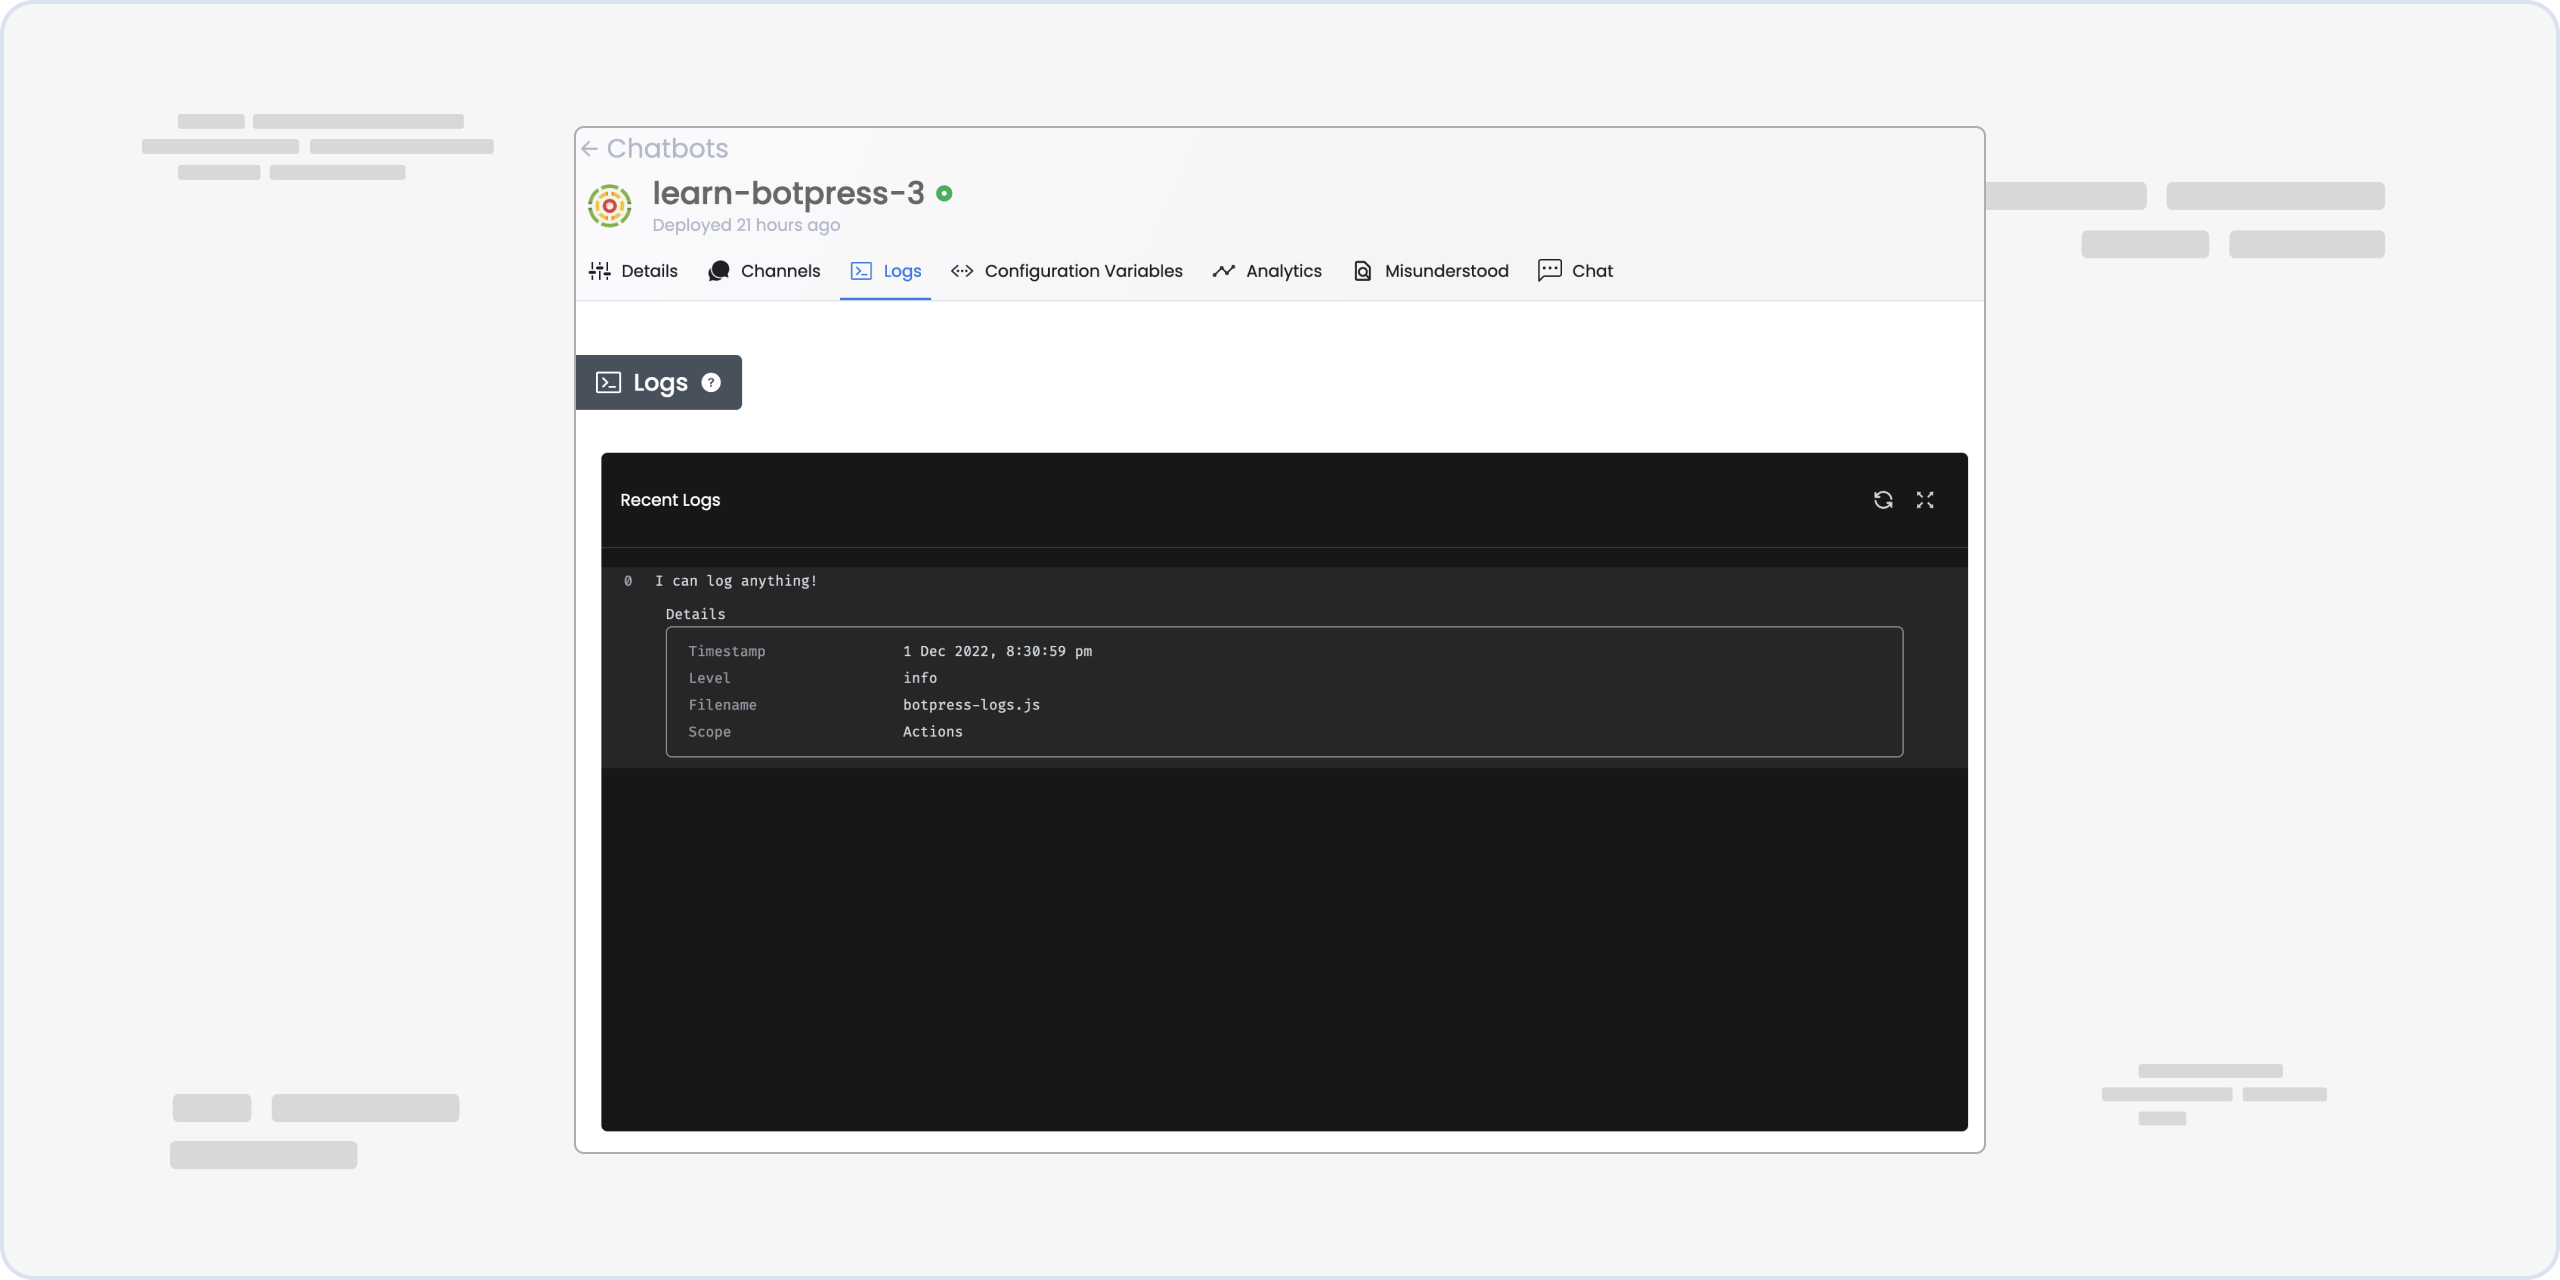 ← Chatbots
learn-botpress-3
Deployed 21 hours ago
Details Channels Logs Configuration Variables Analytics Misunderstood Chat
Logs ?
Recent Logs
0 I can log anything!
Details
Timestamp 1 Dec 2022, 8:30:59 pm
Level info
Filename botpress-logs.js
Scope Actions